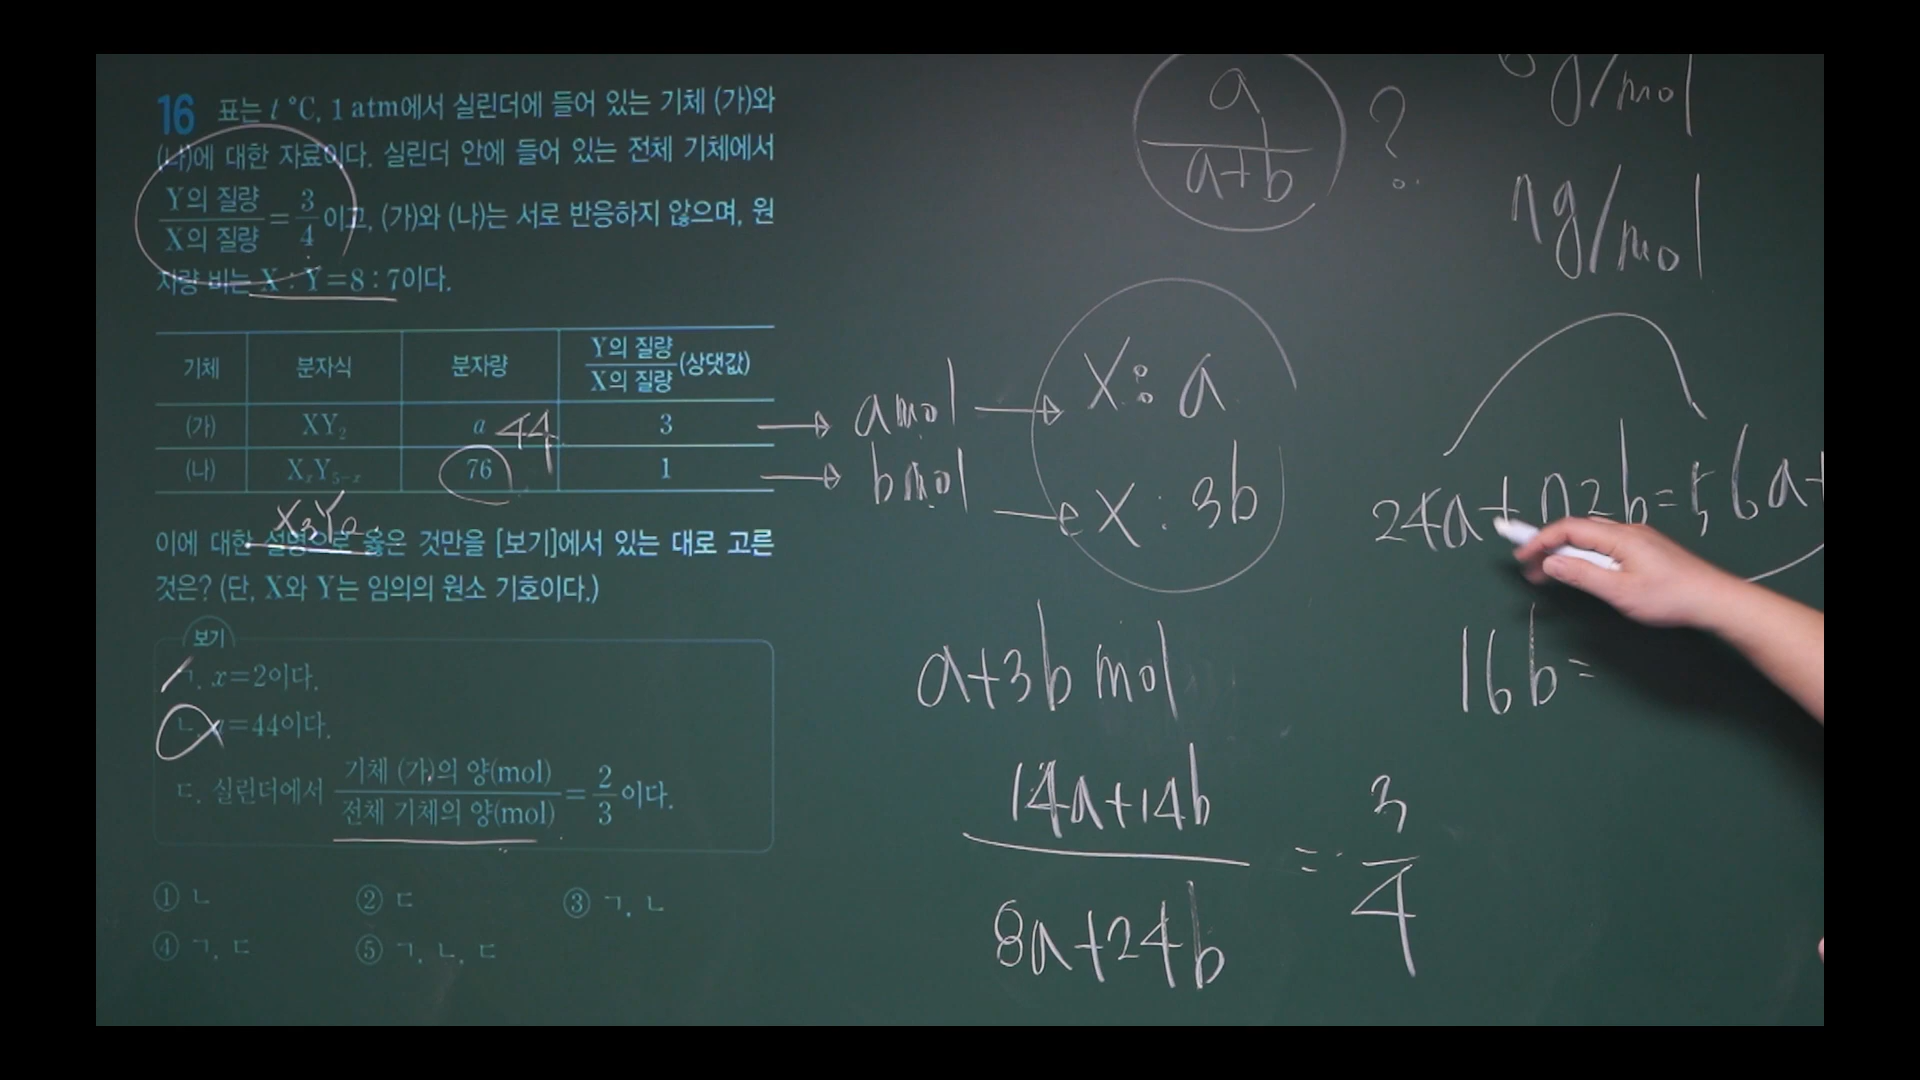 16 표는 t °C, 1 atm에서 실린더에 들어 있는 기체 (가)와
(나)에 대한 자료이다. 실린더 안에 들어 있는 전체 기체에서
Y의 질량/X의 질량 = 3/4 이고, (가)와 (나)는 서로 반응하지 않으며, 원
자량 비는 X : Y = 8 : 7이다.
기체 분자식 분자량 Y의 질량/X의 질량 (상댓값)
(가) XY₂ a 44 3
(나) XₓY₅₋ₓ 76 1
X₃Y₂
이에 대한 설명으로 옳은 것만을 [보기]에서 있는 대로 고른
것은? (단, X와 Y는 임의의 원소 기호이다.)
보기
ㄱ. x=2이다.
ㄴ. a=44이다.
ㄷ. 실린더에서 기체 (가)의 양(mol)/전체 기체의 양(mol) = 2/3 이다.
① ㄴ ② ㄷ ③ ㄱ, ㄴ
④ ㄱ, ㄷ ⑤ ㄱ, ㄴ, ㄷ
a/a+b ?
g/mol
ng/mol
a mol → X : a
b mol → X : 3b
a+3b mol
14a+14b/8a+24b = 3/4
24a+ 72b=56a+
16b=